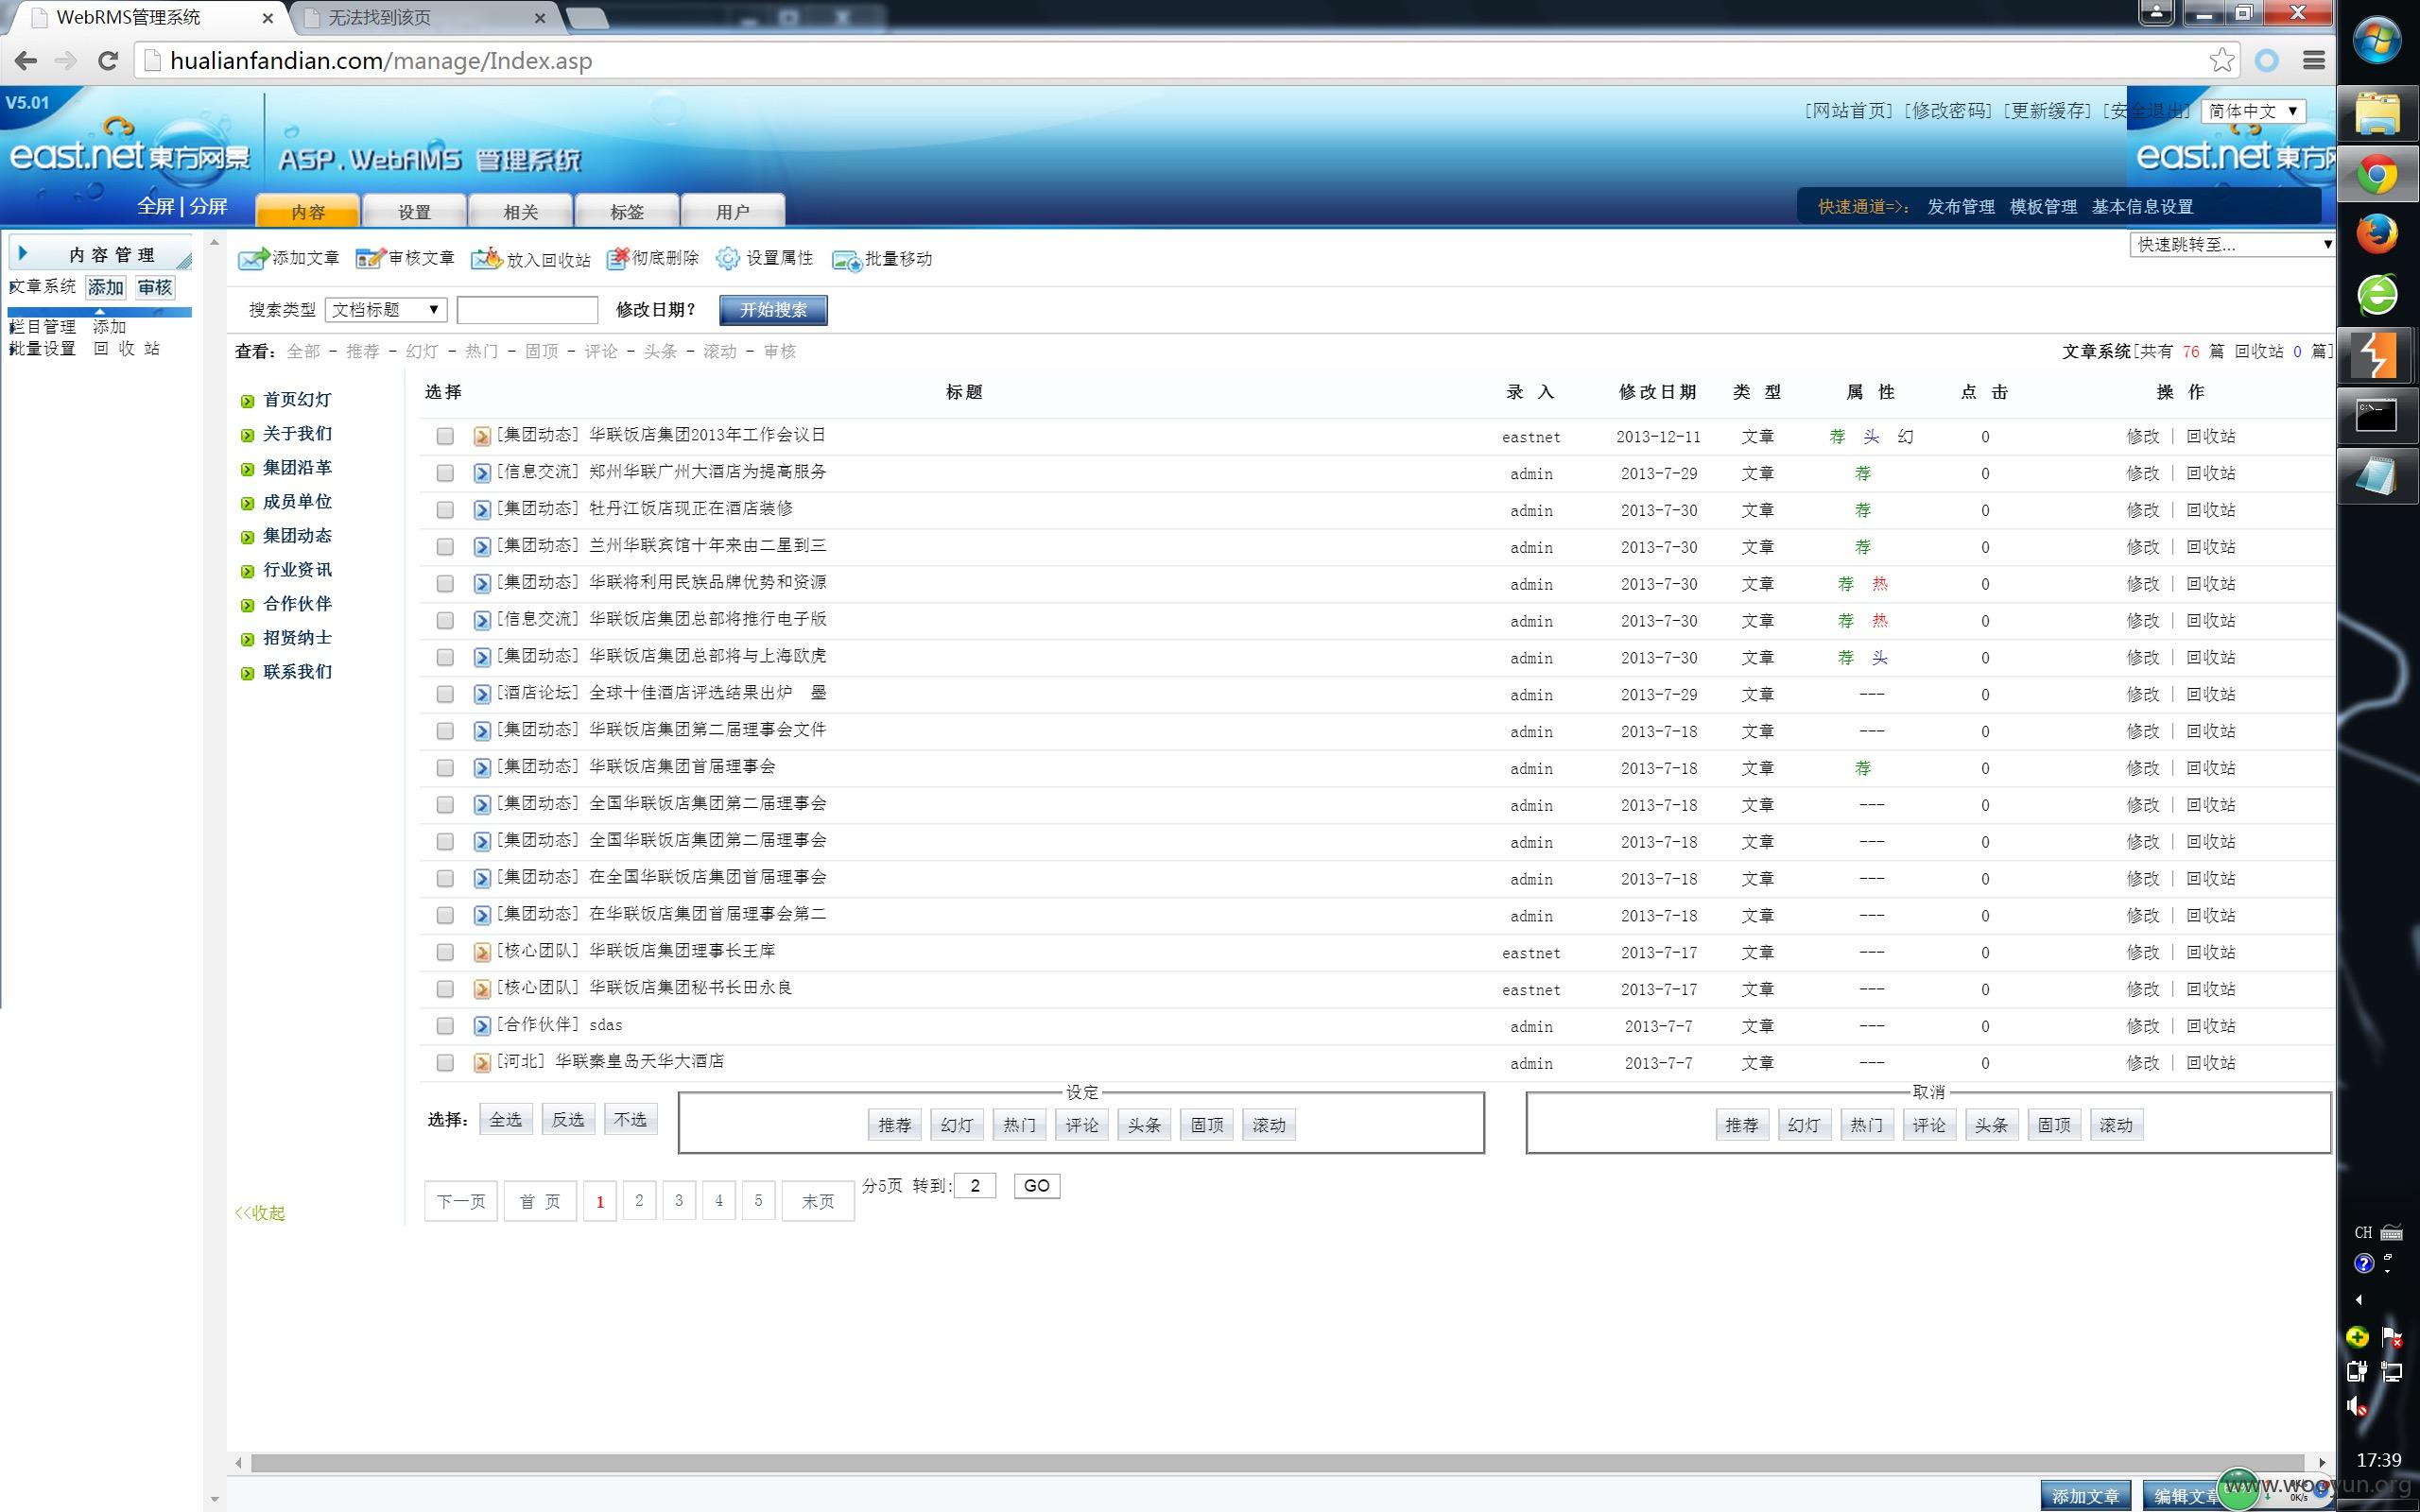 WebRMS管理系统
无法找到该页
hualianfandian.com/manage/Index.asp
V5.01
[网站首页] [修改密码] [更新缓存] [安全退出] 简体中文
east.net 東方网景 ASP.WebRMS 管理系统
east.net 東方网
全屏 | 分屏 内容 设置 相关 标签 用户
快速通道=>: 发布管理 模板管理 基本信息设置
内容管理
文章系统 添加 审核
栏目管理 添加
批量设置 回 收 站
添加文章 审核文章 放入回收站 彻底删除 设置属性 批量移动
快速跳转至...
搜索类型 文档标题 修改日期? 开始搜索
查看: 全部 - 推荐 - 幻灯 - 热门 - 固顶 - 评论 - 头条 - 滚动 - 审核
文章系统[共有 76 篇 回收站 0 篇]
首页幻灯
关于我们
集团沿革
成员单位
集团动态
行业资讯
合作伙伴
招贤纳士
联系我们
<<收起
选择 标题 录 入 修改日期 类 型 属 性 点 击 操 作
[集团动态] 华联饭店集团2013年工作会议日 eastnet 2013-12-11 文章 荐 头 幻 0 修改 | 回收站
[信息交流] 郑州华联广州大酒店为提高服务 admin 2013-7-29 文章 荐 0 修改 | 回收站
[集团动态] 牡丹江饭店现正在酒店装修 admin 2013-7-30 文章 荐 0 修改 | 回收站
[集团动态] 兰州华联宾馆十年来由二星到三 admin 2013-7-30 文章 荐 0 修改 | 回收站
[集团动态] 华联将利用民族品牌优势和资源 admin 2013-7-30 文章 荐 热 0 修改 | 回收站
[信息交流] 华联饭店集团总部将推行电子版 admin 2013-7-30 文章 荐 热 0 修改 | 回收站
[集团动态] 华联饭店集团总部将与上海欧虎 admin 2013-7-30 文章 荐 头 0 修改 | 回收站
[酒店论坛] 全球十佳酒店评选结果出炉　墨 admin 2013-7-29 文章 --- 0 修改 | 回收站
[集团动态] 华联饭店集团第二届理事会文件 admin 2013-7-18 文章 --- 0 修改 | 回收站
[集团动态] 华联饭店集团首届理事会 admin 2013-7-18 文章 荐 0 修改 | 回收站
[集团动态] 全国华联饭店集团第二届理事会 admin 2013-7-18 文章 --- 0 修改 | 回收站
[集团动态] 全国华联饭店集团第二届理事会 admin 2013-7-18 文章 --- 0 修改 | 回收站
[集团动态] 在全国华联饭店集团首届理事会 admin 2013-7-18 文章 --- 0 修改 | 回收站
[集团动态] 在华联饭店集团首届理事会第二 admin 2013-7-18 文章 --- 0 修改 | 回收站
[核心团队] 华联饭店集团理事长王库 eastnet 2013-7-17 文章 --- 0 修改 | 回收站
[核心团队] 华联饭店集团秘书长田永良 eastnet 2013-7-17 文章 --- 0 修改 | 回收站
[合作伙伴] sdas admin 2013-7-7 文章 --- 0 修改 | 回收站
[河北] 华联秦皇岛天华大酒店 admin 2013-7-7 文章 --- 0 修改 | 回收站
选择: 全选 反选 不选
设定
推荐 幻灯 热门 评论 头条 固顶 滚动
取消
推荐 幻灯 热门 评论 头条 固顶 滚动
下一页 首 页 1 2 3 4 5 末页 分5页 转到: 2 GO
添加文章 编辑文章
CH
17:39
www.wooyun.org